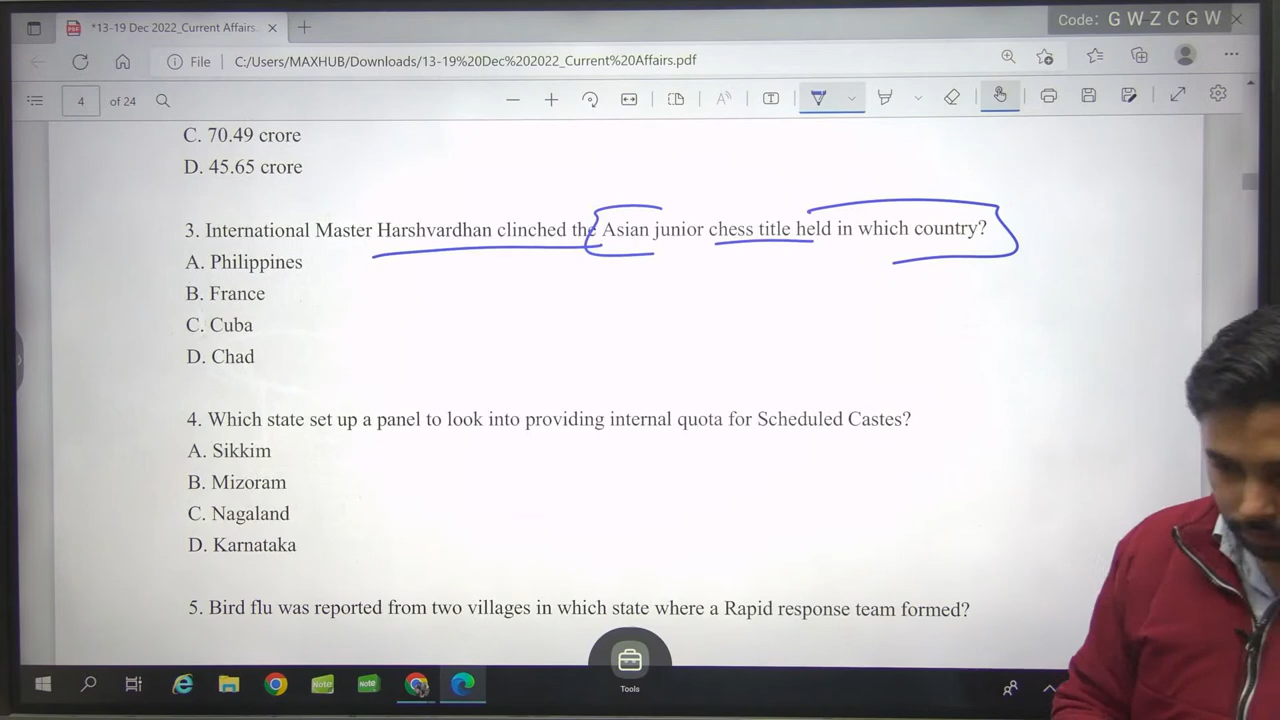 Code: G W Z C G W
*13-19 Dec 2022_Current Affairs.
File C:/Users/MAXHUB/Downloads/13-19%20Dec%202022_Current%20Affairs.pdf
4 of 24
C. 70.49 crore
D. 45.65 crore
3. International Master Harshvardhan clinched the Asian junior chess title held in which country?
A. Philippines
B. France
C. Cuba
D. Chad
4. Which state set up a panel to look into providing internal quota for Scheduled Castes?
A. Sikkim
B. Mizoram
C. Nagaland
D. Karnataka
5. Bird flu was reported from two villages in which state where a Rapid response team formed?
Tools
Note
Note